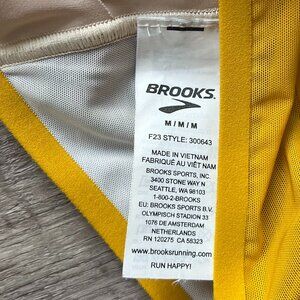 BROOKS
M / M / M
F23 STYLE: 300643
MADE IN VIETNAM
FABRIQUÉ AU VIÊT NAM
BROOKS SPORTS, INC.
3400 STONE WAY N
SEATTLE, WA 98103
1-800-2-BROOKS
EU: BROOKS SPORTS B.V.
OLYMPISCH STADION 33
1076 DE AMSTERDAM
NETHERLANDS
RN 120275 CA 58323
www.brooksrunning.com
RUN HAPPY!